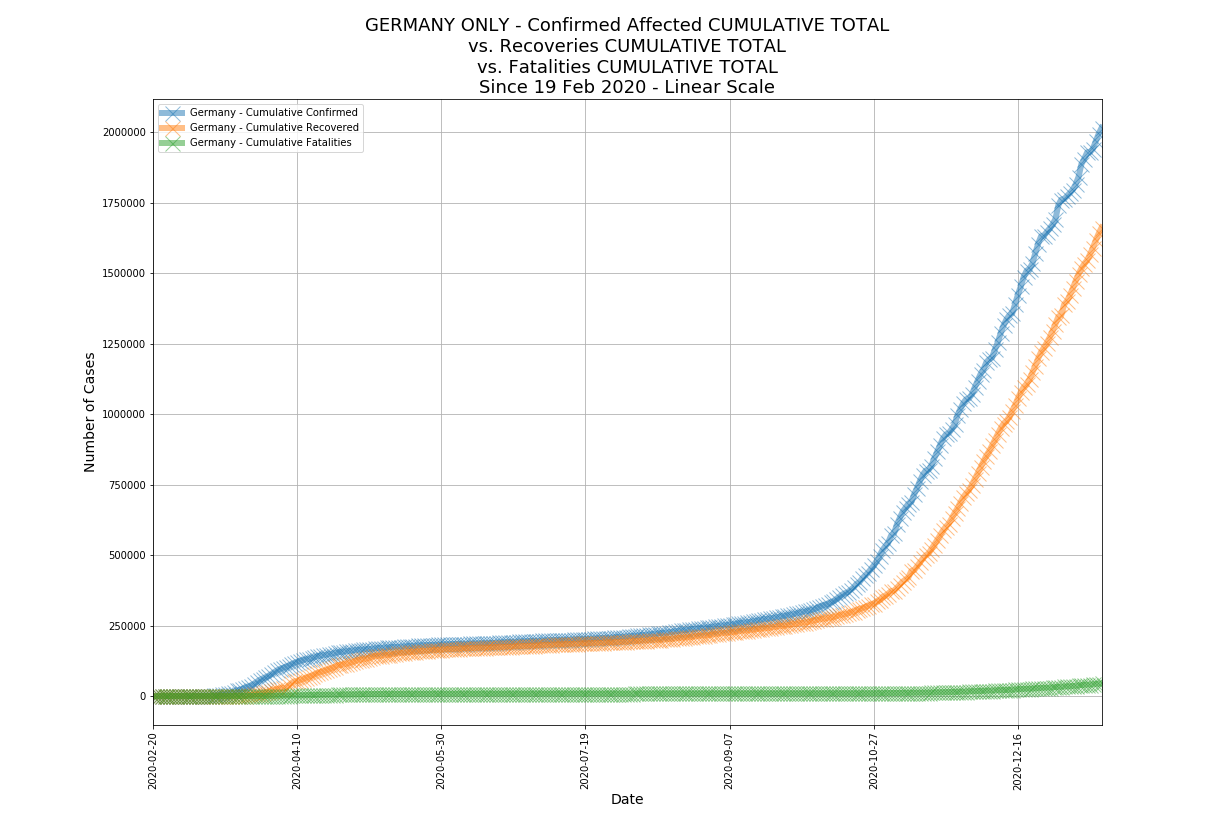 GERMANY ONLY - Confirmed Affected CUMULATIVE TOTAL
vs. Recoveries CUMULATIVE TOTAL
vs. Fatalities CUMULATIVE TOTAL
Since 19 Feb 2020 - Linear Scale
Germany - Cumulative Confirmed
Germany - Cumulative Recovered
Germany - Cumulative Fatalities
Number of Cases
2000000
1750000
1500000
1250000
1000000
750000
500000
250000
0
2020-02-20
2020-04-10
2020-05-30
2020-07-19
2020-09-07
2020-10-27
2020-12-16
Date